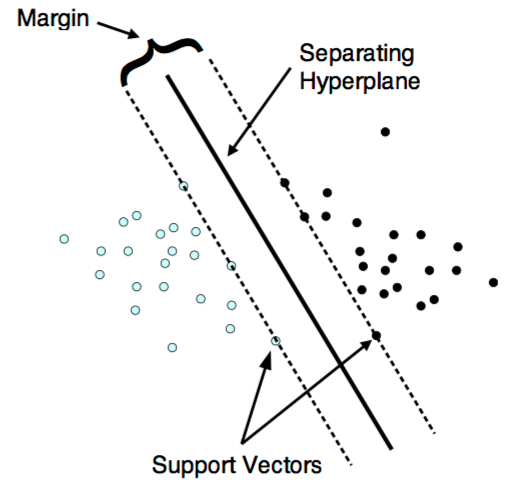 Margin
Separating
Hyperplane
Support Vectors